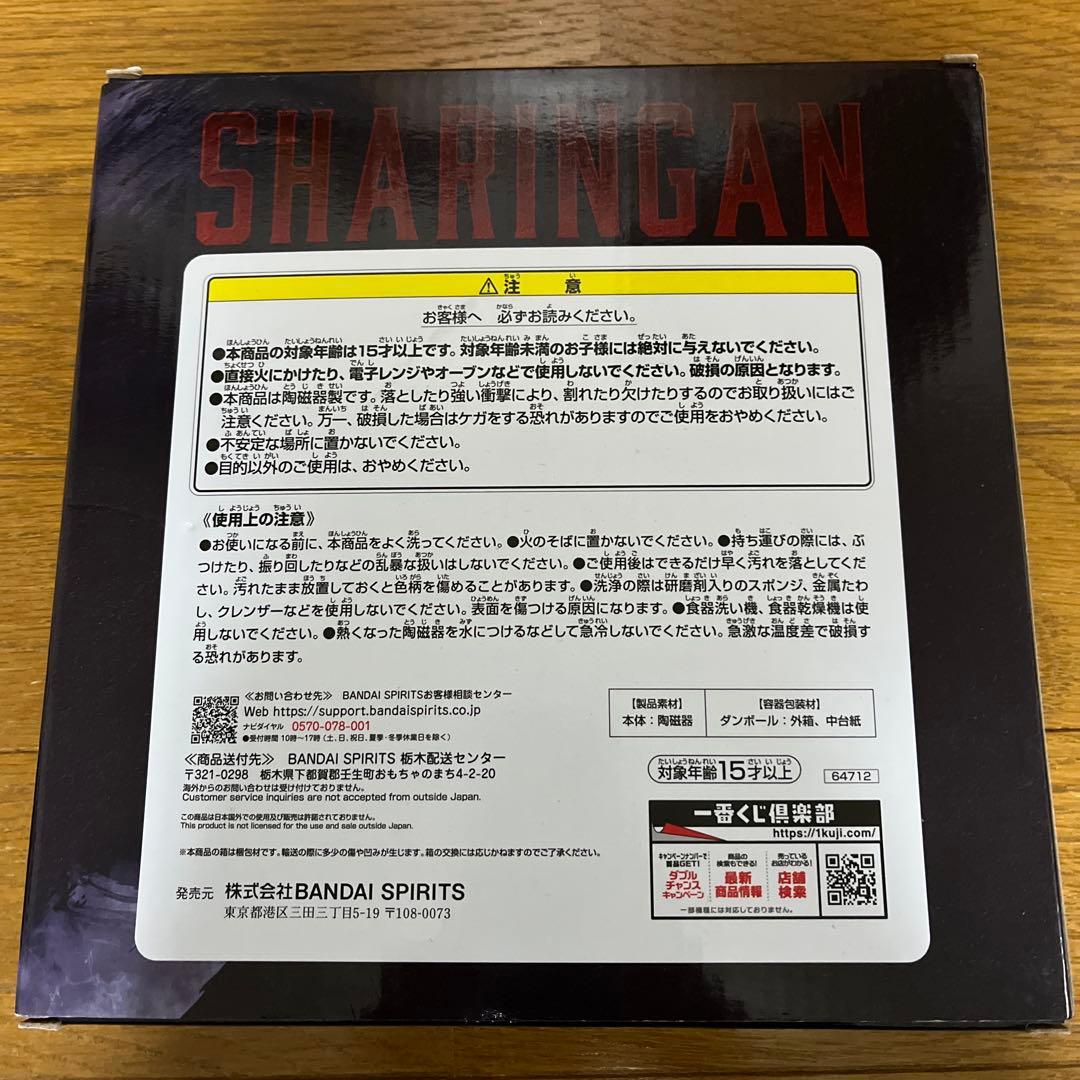 SHARINGAN
⚠注意
お客様へ 必ずお読みください。
●本商品の対象年齢は15才以上です。対象年齢未満のお子様には絶対に与えないでください。
●直接火にかけたり、電子レンジやオーブンなどで使用しないでください。破損の原因となります。
●本商品は陶磁器製です。落としたり強い衝撃により、割れたり欠けたりするのでお取り扱いにはご
注意ください。万一、破損した場合はケガをする恐れがありますのでご使用をおやめください。
●不安定な場所に置かないでください。
●目的以外のご使用は、おやめください。
《使用上の注意》
●お使いになる前に、本商品をよく洗ってください。●火のそばに置かないでください。●持ち運びの際には、ぶ
つけたり、振り回したりなどの乱暴な扱いはしないでください。●ご使用後はできるだけ早く汚れを落としてくだ
さい。汚れたまま放置しておくと色柄を傷めることがあります。●洗浄の際は研磨剤入りのスポンジ、金属たわ
し、クレンザーなどを使用しないでください。表面を傷つける原因になります。●食器洗い機、食器乾燥機は使
用しないでください。●熱くなった陶磁器を水につけるなどして急冷しないでください。急激な温度差で破損す
る恐れがあります。
≪お問い合わせ先≫ BANDAI SPIRITSお客様相談センター
Web https://support.bandaispirits.co.jp
ナビダイヤル 0570-078-001
●受付時間 10時〜17時（土、日、祝日、夏季・冬季休業日を除く）
≪商品送付先≫ BANDAI SPIRITS 栃木配送センター
〒321-0298 栃木県下都賀郡壬生町おもちゃのまち4-2-20
海外からのお問い合わせは受け付けておりません。
Customer service inquiries are not accepted from outside Japan.
この商品は日本国外での使用及び販売は許諾されておりません。
This product is not licensed for the use and sale outside Japan.
※本商品の箱は梱包材です。輸送の際に多少の傷や凹みが生じます。箱の交換には応じかねますのでご了承ください。
発売元 株式会社BANDAI SPIRITS
東京都港区三田三丁目5-19 〒108-0073
【製品素材】
本体：陶磁器
【容器包装材】
ダンボール：外箱、中台紙
対象年齢15才以上
64712
一番くじ倶楽部
https://1kuji.com/
キャンペーンナンバーで
賞品GET!
ダブル
チャンス
キャンペーン
商品の
検索もできる!
最新
商品情報
売っている
お店がわかる!
店舗
検索
一部機種には対応しておりません。